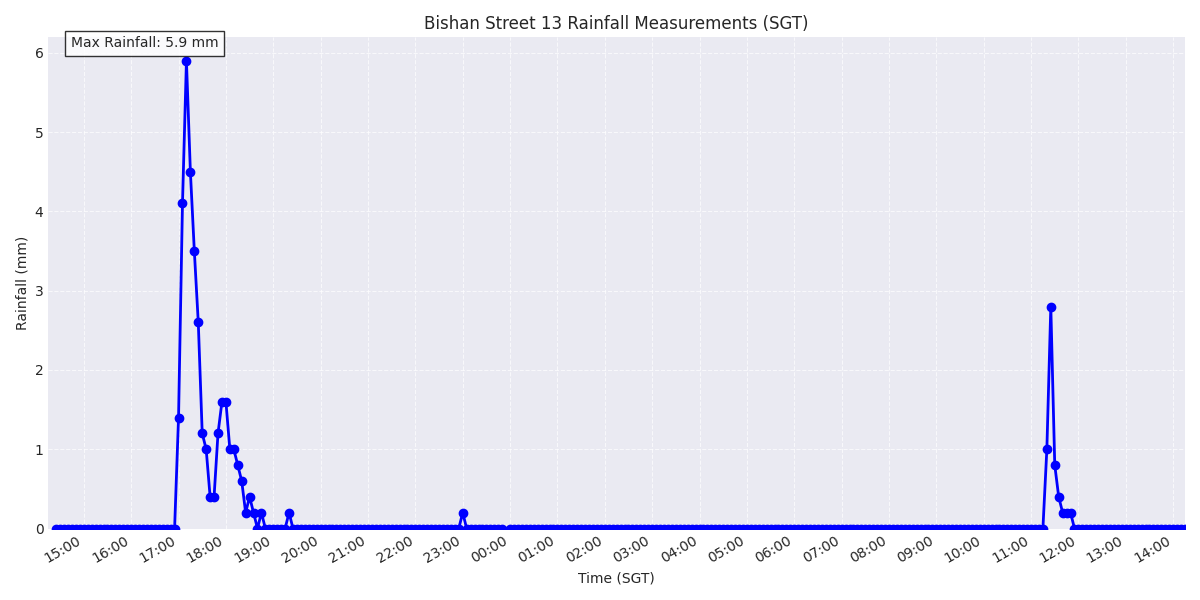 Bishan Street 13 Rainfall Measurements (SGT)
Max Rainfall: 5.9 mm
6
5
4
3
2
1
0
Rainfall (mm)
15:00 16:00 17:00 18:00 19:00 20:00 21:00 22:00 23:00 00:00 01:00 02:00 03:00 04:00 05:00 06:00 07:00 08:00 09:00 10:00 11:00 12:00 13:00 14:00
Time (SGT)